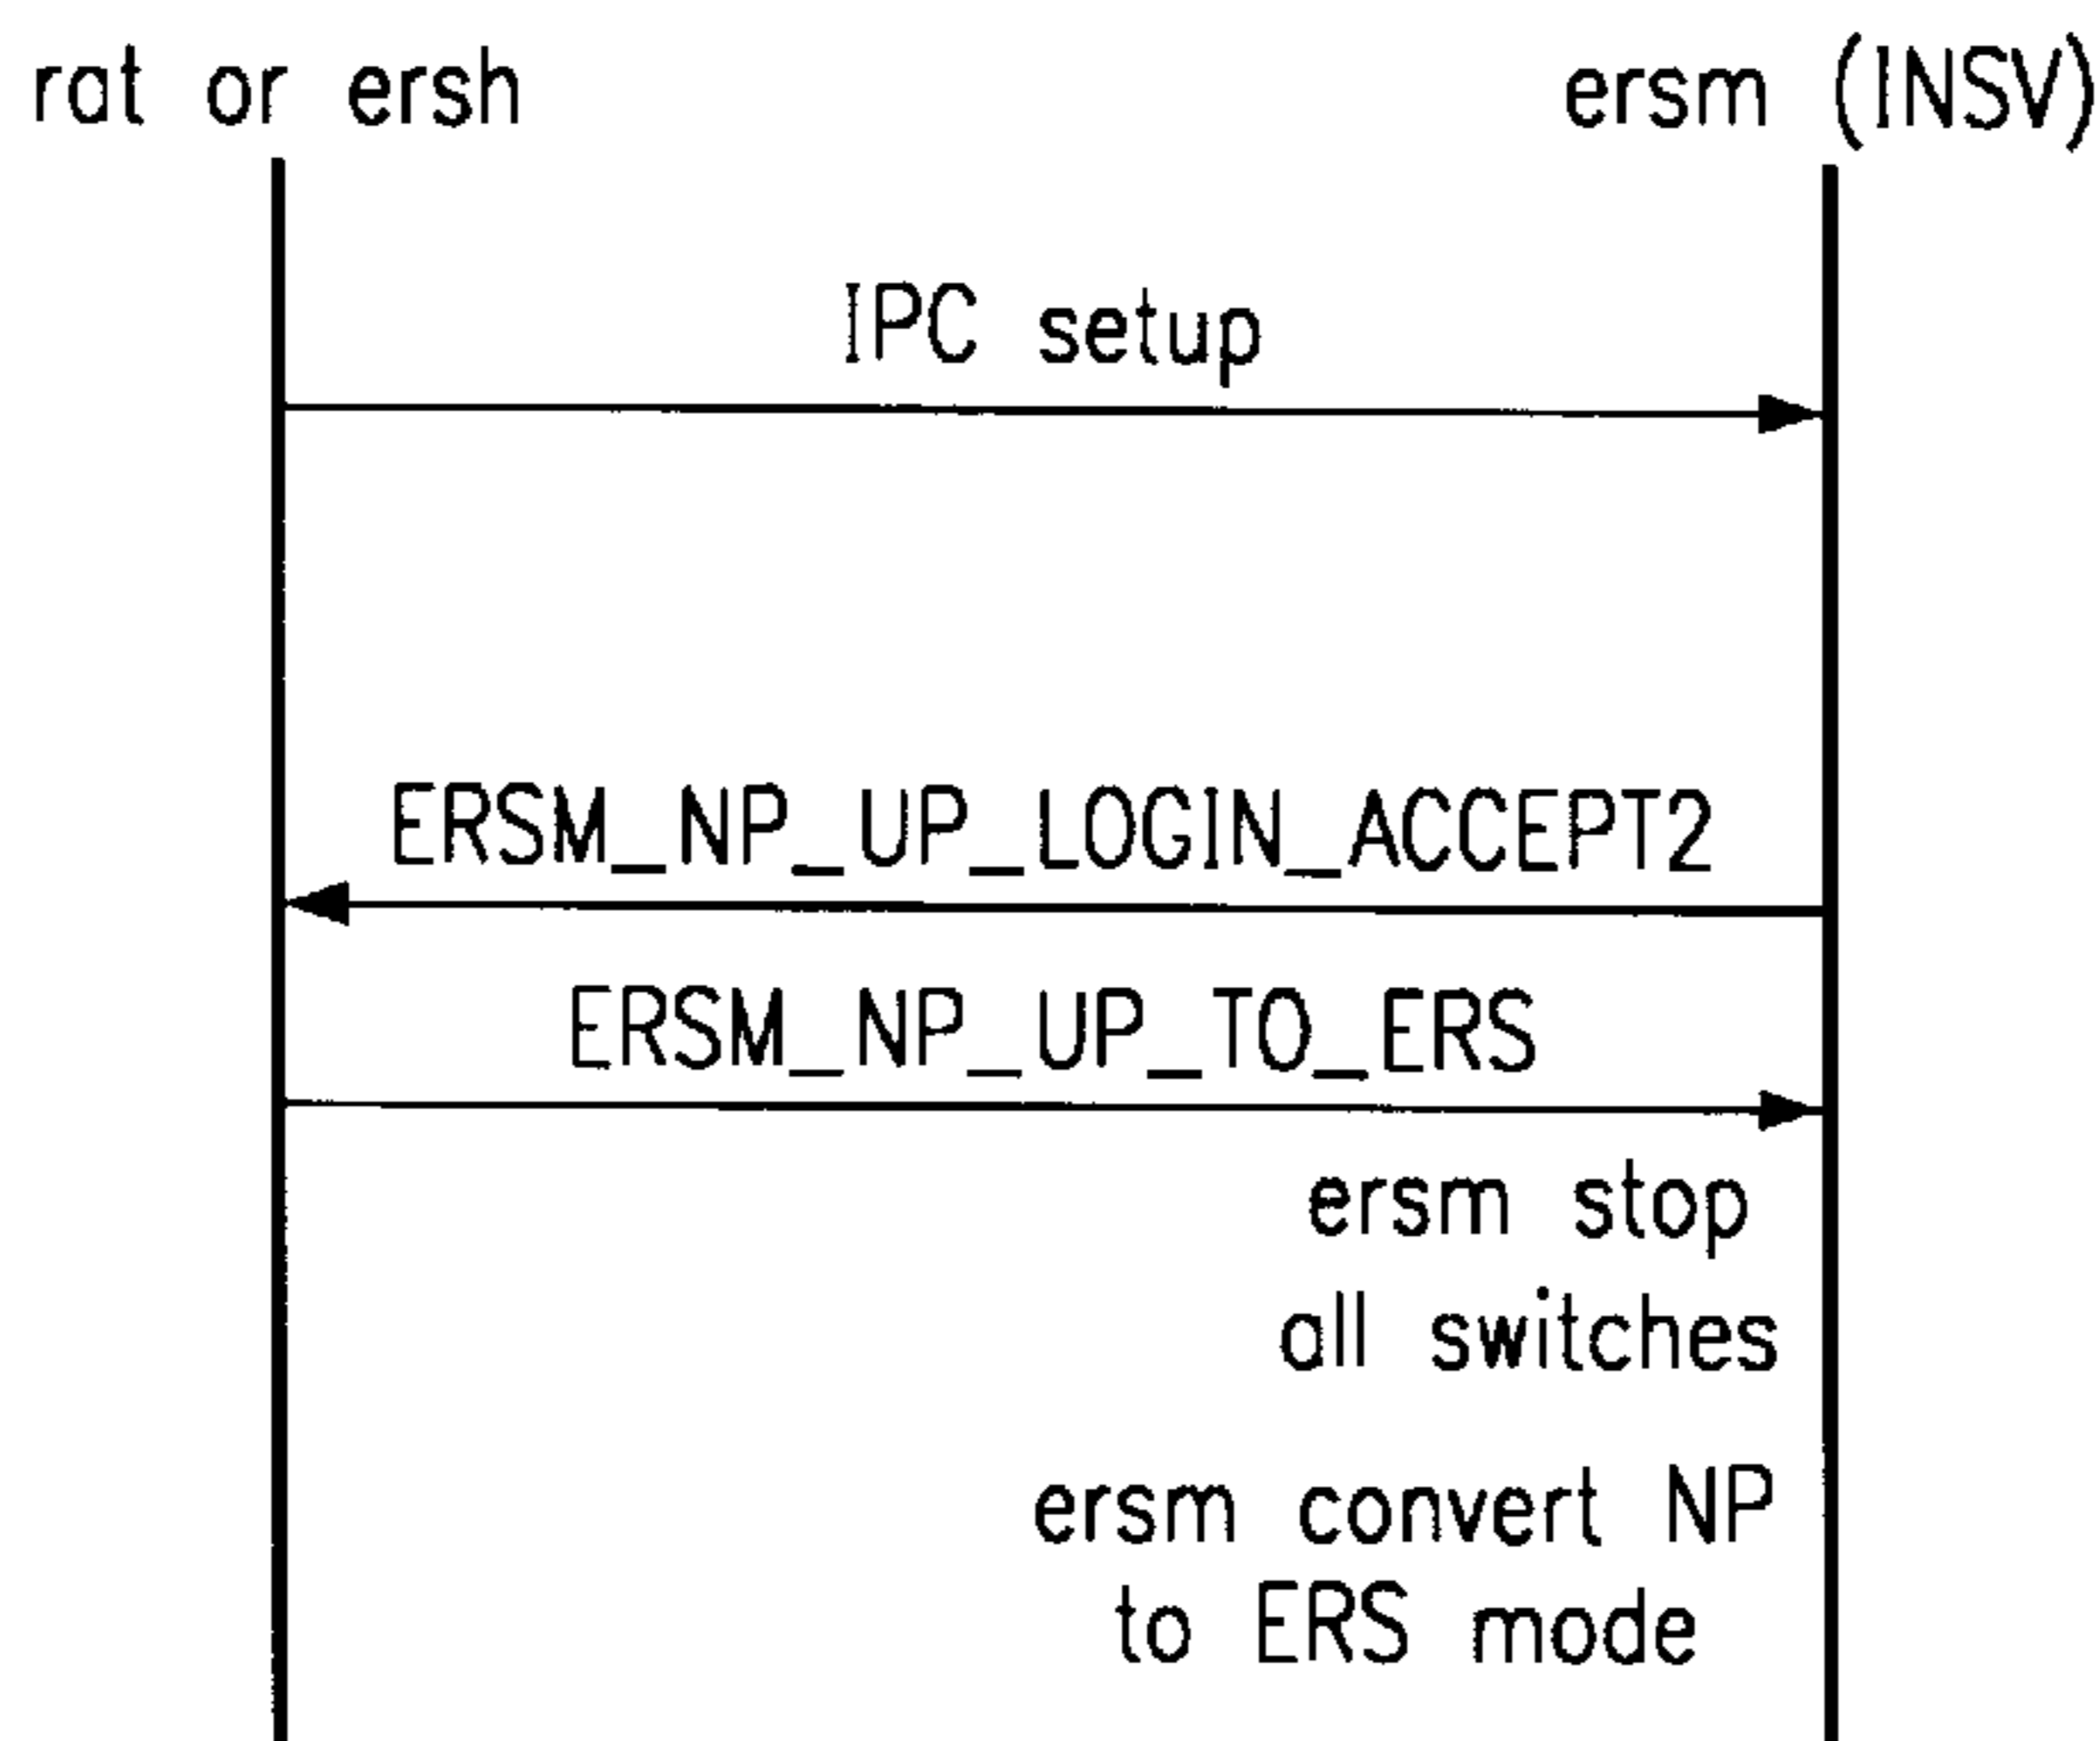 rat or ersh
ersm (INSV)
IPC setup
ERSM_NP_UP_LOGIN_ACCEPT2
ERSM_NP_UP_TO_ERS
ersm stop
all switches
ersm convert NP
to ERS mode